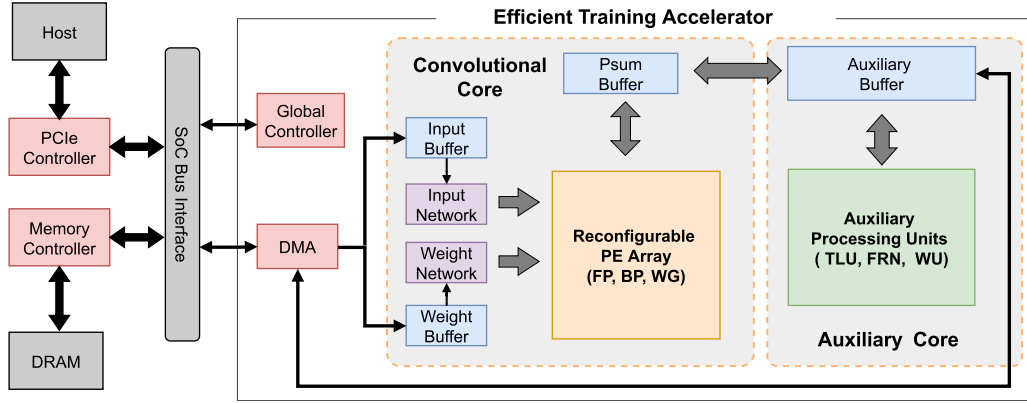 Efficient Training Accelerator
Host
PCIe
Controller
Memory
Controller
DRAM
SoC Bus Interface
Global
Controller
DMA
Convolutional
Core
Psum
Buffer
Input
Buffer
Input
Network
Weight
Network
Weight
Buffer
Reconfigurable
PE Array
(FP, BP, WG)
Auxiliary
Buffer
Auxiliary
Processing Units
( TLU, FRN, WU)
Auxiliary Core